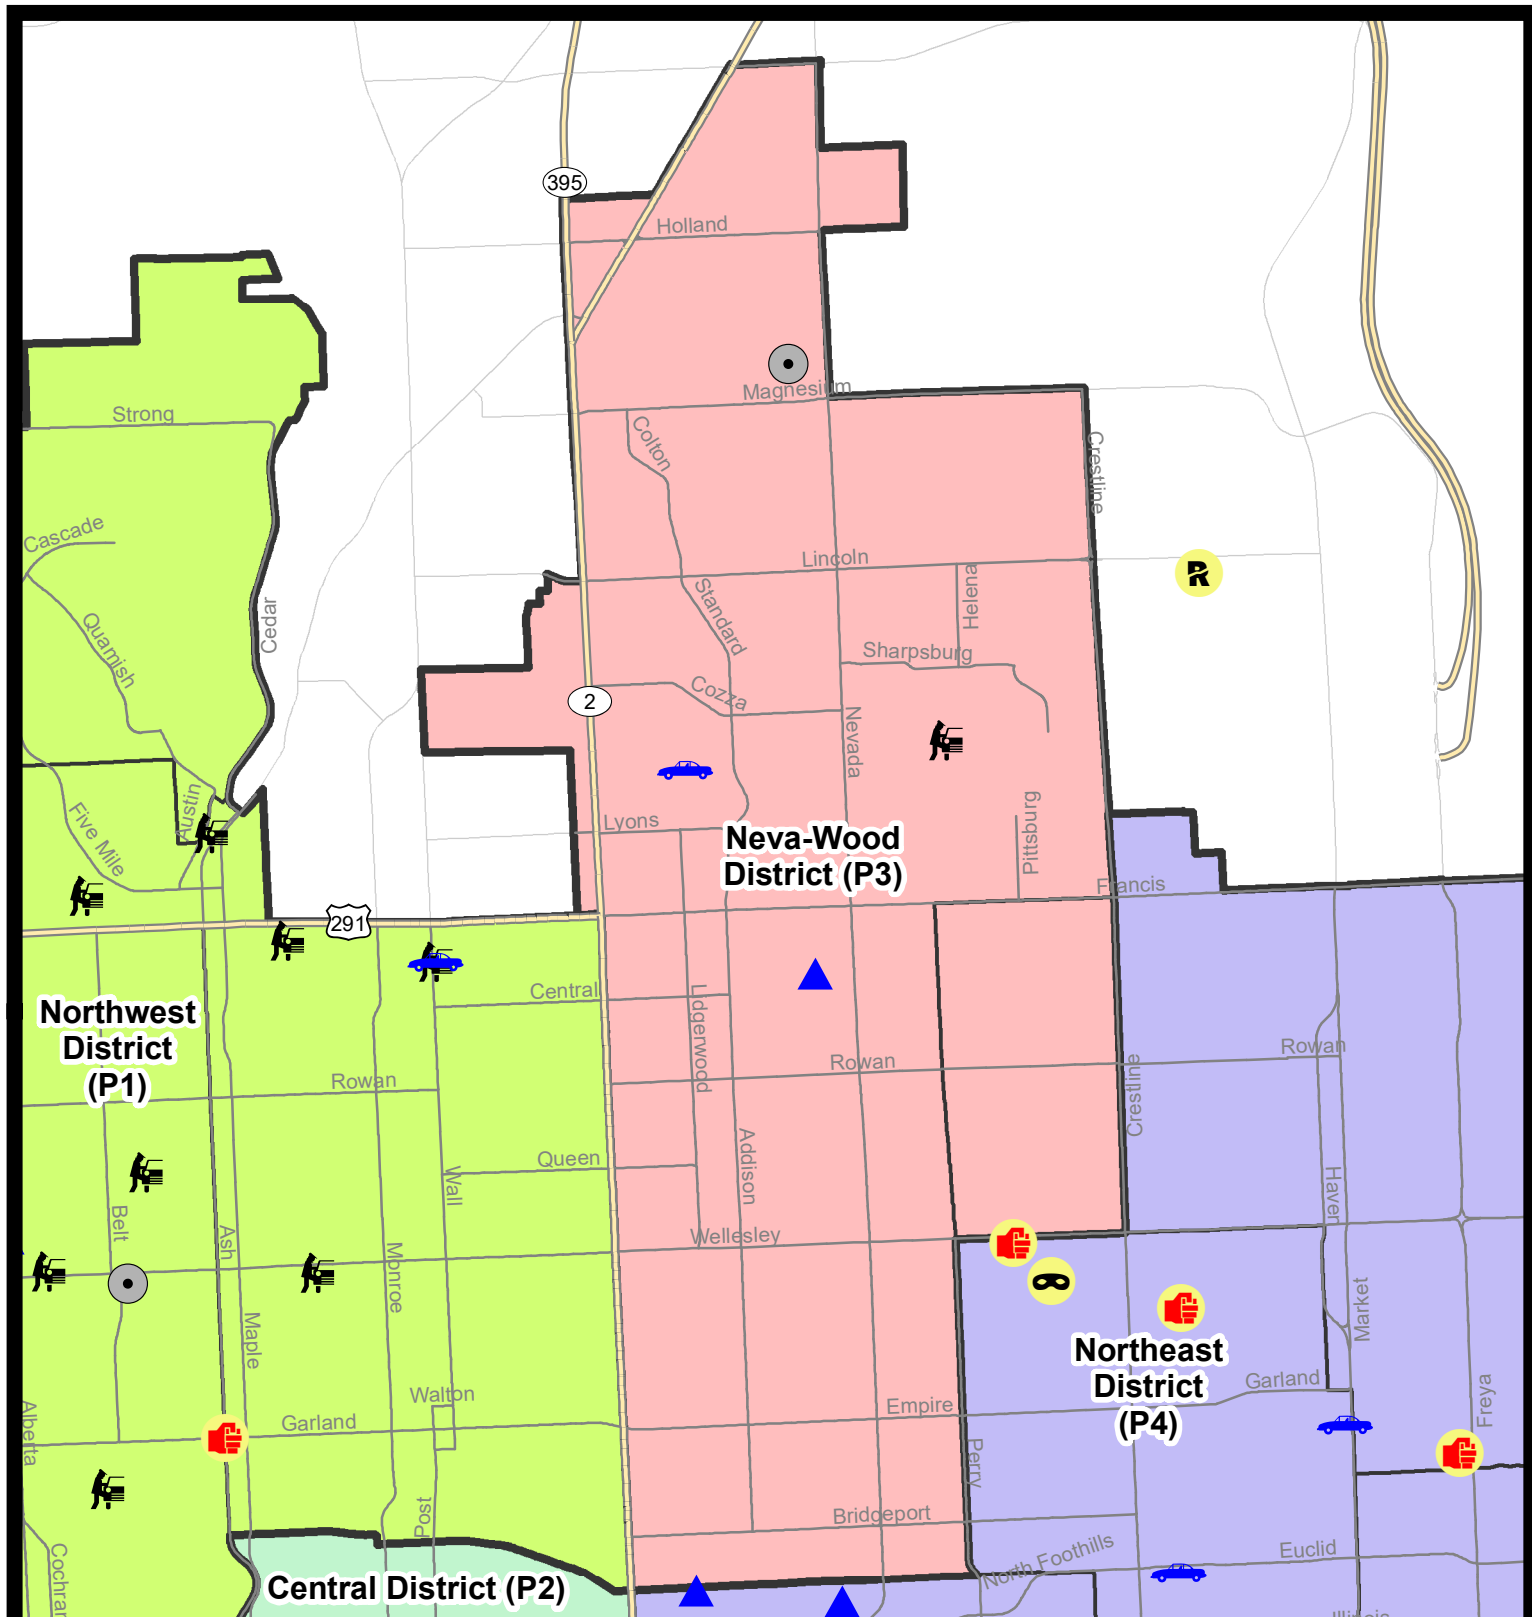 395
Holland
Magnesium
Strong
Colton
Crestline
Cascade
Lincoln
Standard
Helena
Cedar
Quamish
Sharpsburg
Cozza
2
Nevada
Austin
Five Mile
Lyons
Pittsburg
Neva-Wood
District (P3)
Francis
291
Central
Lidgerwood
Northwest
District
(P1)
Rowan
Rowan
Rowan
Crestline
Addison
Queen
Wall
Haven
Belt
Ash
Monroe
Wellesley
Maple
Market
Northeast
District
(P4)
Walton
Garland
Empire
Garland
Freya
Alberta
Perry
Post
Bridgeport
North Foothills
Euclid
Central District (P2)